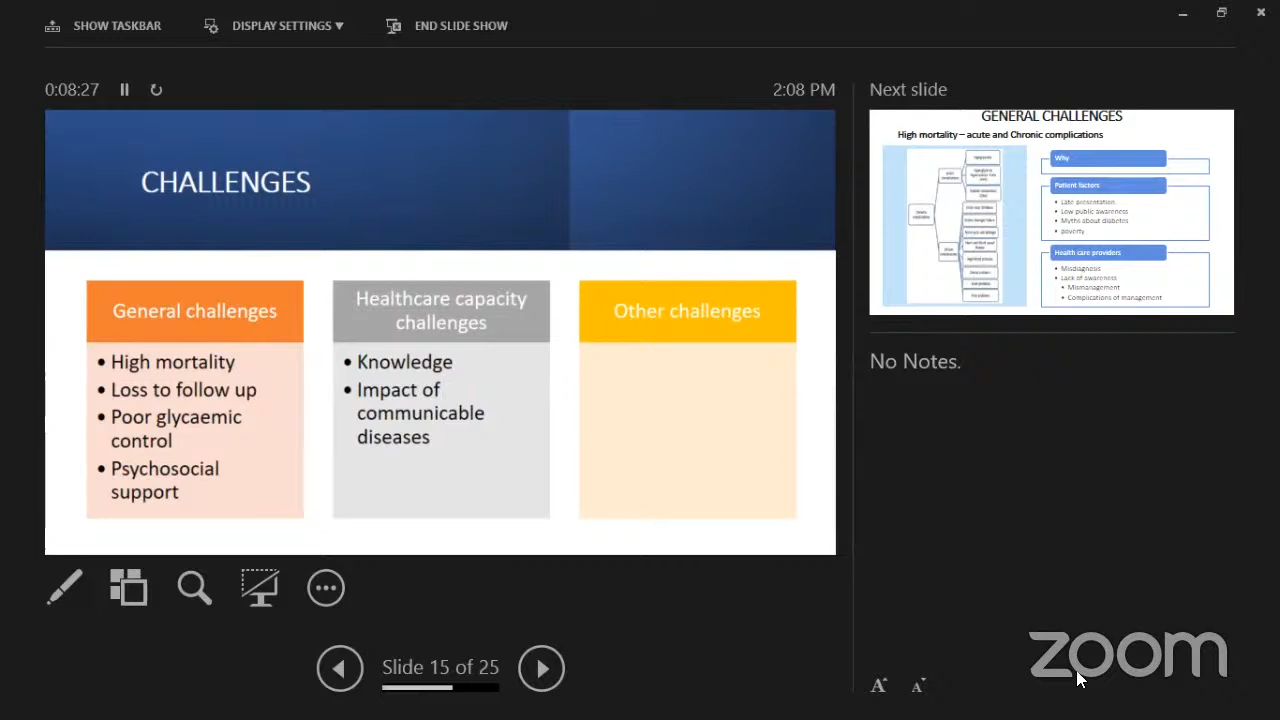 SHOW TASKBAR
DISPLAY SETTINGS ▼
END SLIDE SHOW
0:08:27
2:08 PM
CHALLENGES
General challenges
• High mortality
• Loss to follow up
• Poor glycaemic
control
• Psychosocial
support
Healthcare capacity
challenges
• Knowledge
• Impact of
communicable
diseases
Other challenges
Slide 15 of 25
Next slide
GENERAL CHALLENGES
High mortality – acute and Chronic complications
Why
Patient factors
• Late presentation
• Low public awareness
• Myths about diabetes
• poverty
Health care providers
• Misdiagnosis
• Lack of awareness
• Mismanagement
• Complications of management
No Notes.
A
A
zoom